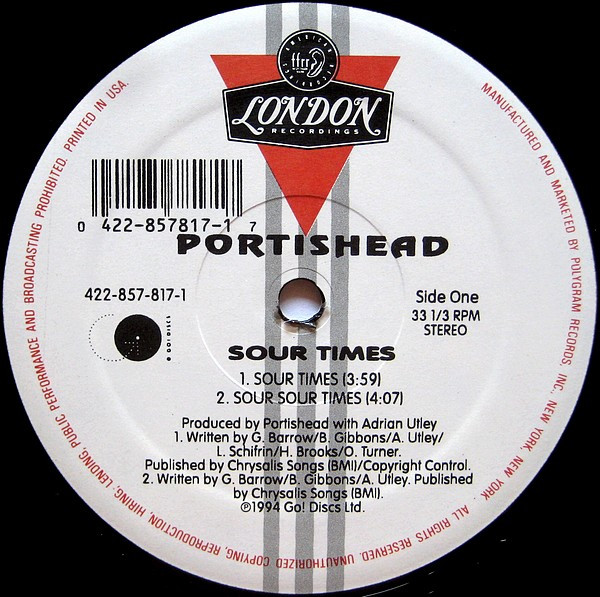 AMERICAN RECORDINGS
ffrr
LONDON
RECORDINGS
0 422-857817-1 7
PORTISHEAD
422-857-817-1
Side One
33 1/3 RPM
STEREO
GO! DISCS
SOUR TIMES
1. SOUR TIMES (3:59)
2. SOUR SOUR TIMES (4:07)
Produced by Portishead with Adrian Utley
1. Written by G. Barrow/B. Gibbons/A. Utley/
L. Schifrin/H. Brooks/O. Turner.
Published by Chrysalis Songs (BMI)/Copyright Control.
2. Written by G. Barrow/B. Gibbons/A. Utley. Published
by Chrysalis Songs (BMI).
℗1994 Go! Discs Ltd.
MANUFACTURED AND MARKETED BY POLYGRAM RECORDS, INC., NEW YORK, NEW YORK. ALL RIGHTS RESERVED. UNAUTHORIZED COPYING, REPRODUCTION, HIRING, LENDING, PUBLIC PERFORMANCE AND BROADCASTING PROHIBITED. PRINTED IN USA.